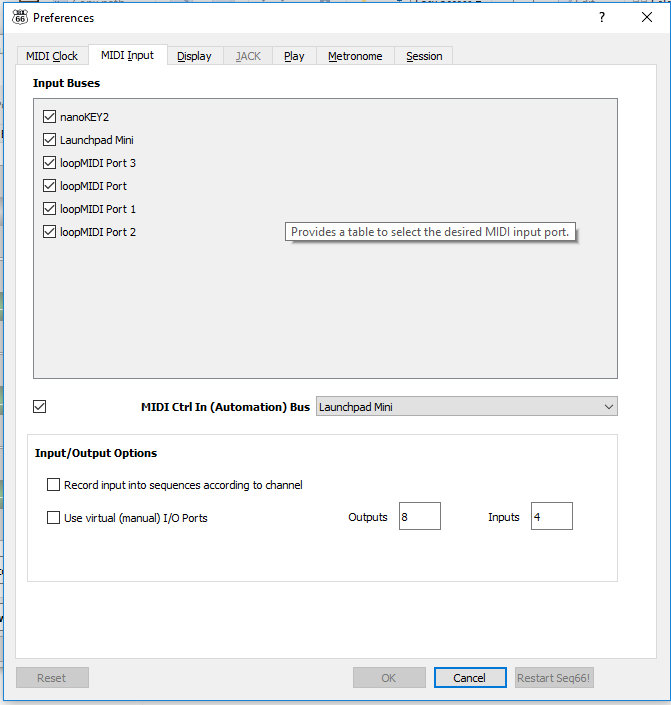 66 Preferences ?
MIDI Clock MIDI Input Display JACK Play Metronome Session
Input Buses
nanoKEY2
Launchpad Mini
loopMIDI Port 3
loopMIDI Port
loopMIDI Port 1
loopMIDI Port 2
Provides a table to select the desired MIDI input port.
MIDI Ctrl In (Automation) Bus Launchpad Mini
Input/Output Options
Record input into sequences according to channel
Use virtual (manual) I/O Ports Outputs 8 Inputs 4
Reset OK Cancel Restart Seq66!